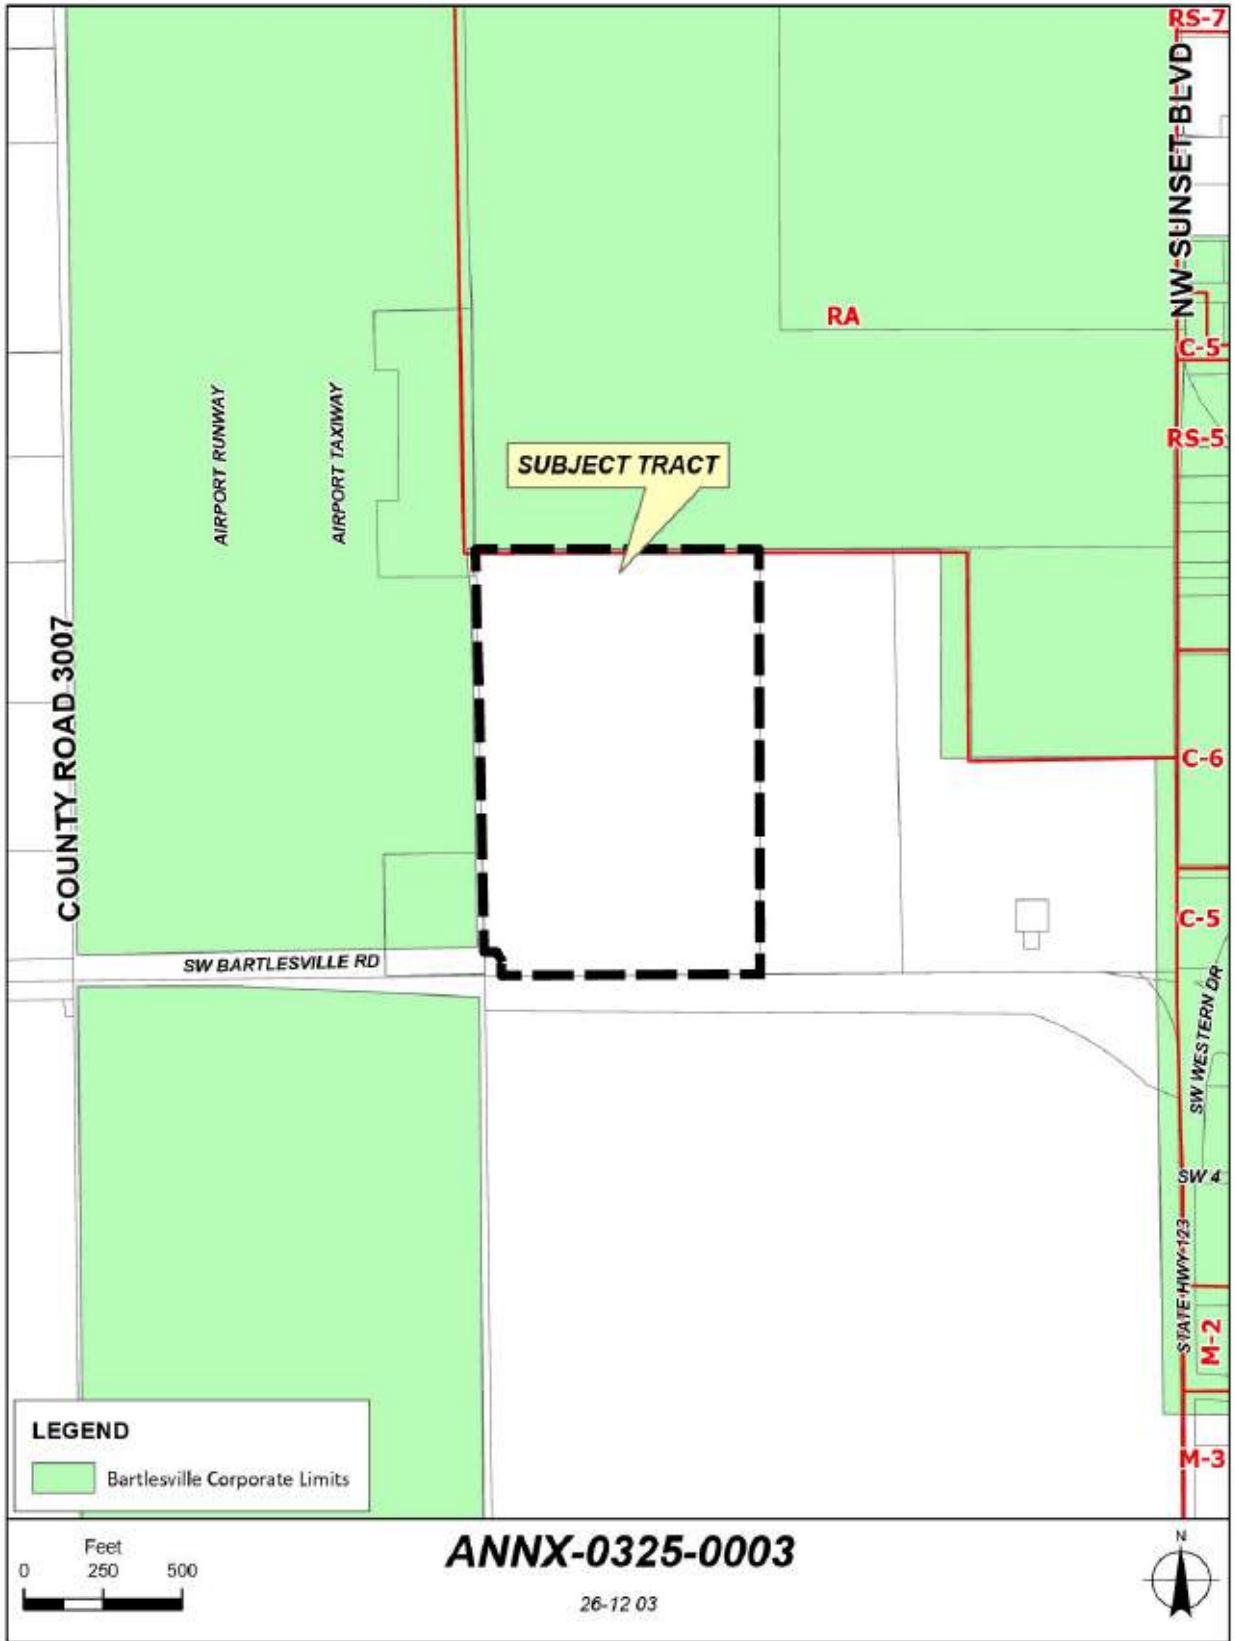 RS-7
NW SUNSET BLVD
RA
C-5
AIRPORT RUNWAY
AIRPORT TAXIWAY
RS-5
SUBJECT TRACT
COUNTY ROAD 3007
C-6
C-5
SW BARTLESVILLE RD
SW WESTERN DR
SW 4
STATE HWY 123
M-2
LEGEND
Bartlesville Corporate Limits
M-3
Feet
0 250 500
ANNX-0325-0003
26-12 03
N